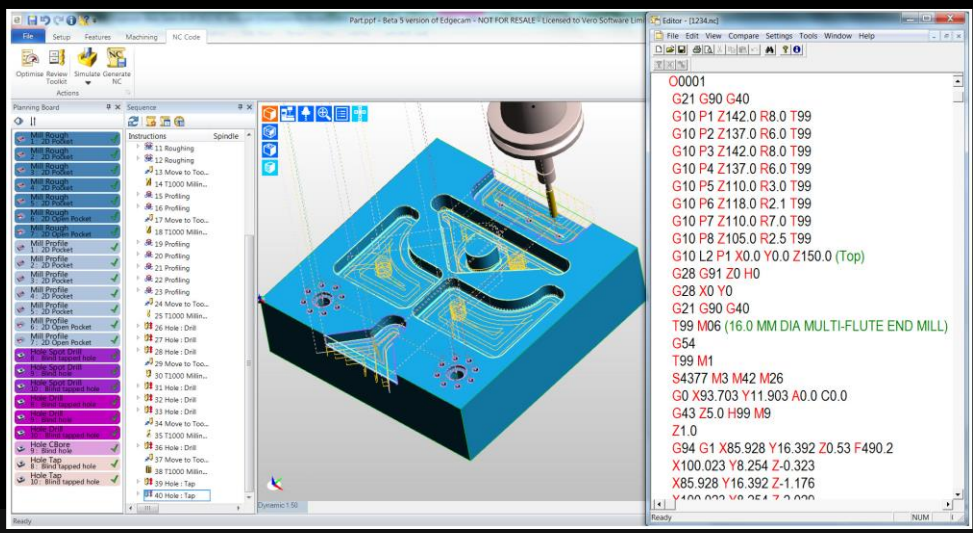 Part.ppf - Beta 5 version of Edgecam - NOT FOR RESALE - Licensed to Vero Software Limi
File Setup Features Machining NC Code
Optimise Review Toolkit Simulate Generate NC
Actions
Planning Board
Mill Rough
1: 2D Pocket
Mill Rough
2: 2D Pocket
Mill Rough
3: 2D Pocket
Mill Rough
4: 2D Pocket
Mill Rough
5: 2D Pocket
Mill Rough
6: 2D Open Pocket
Mill Rough
7: 2D Open Pocket
Mill Profile
1: 2D Pocket
Mill Profile
2: 2D Pocket
Mill Profile
3: 2D Pocket
Mill Profile
4: 2D Pocket
Mill Profile
5: 2D Pocket
Mill Profile
6: 2D Open Pocket
Mill Profile
7: 2D Open Pocket
Hole Spot Drill
8: Blind tapped hole
Hole Spot Drill
9: Blind hole
Hole Spot Drill
10: Blind tapped hole
Hole Drill
8: Blind tapped hole
Hole Drill
9: Blind hole
Hole Drill
10: Blind tapped hole
Hole CBore
9: Blind hole
Hole Tap
8: Blind tapped hole
Hole Tap
10: Blind tapped hole
Sequence
Instructions Spindle
11 Roughing
12 Roughing
13 Move to Too...
14 T1000 Millin...
15 Profiling
16 Profiling
17 Move to Too...
18 T1000 Millin...
19 Profiling
20 Profiling
21 Profiling
22 Profiling
23 Profiling
24 Move to Too...
25 T1000 Millin...
26 Hole : Drill
27 Hole : Drill
28 Hole : Drill
29 Move to Too...
30 T1000 Millin...
31 Hole : Drill
32 Hole : Drill
33 Hole : Drill
34 Move to Too...
35 T1000 Millin...
36 Hole : Drill
37 Move to Too...
38 T1000 Millin...
39 Hole : Tap
40 Hole : Tap
Dynamic 1:50
Ready
Editor - [1234.nc]
File Edit View Compare Settings Tools Window Help
O0001
G21 G90 G40
G10 P1 Z142.0 R8.0 T99
G10 P2 Z137.0 R6.0 T99
G10 P3 Z142.0 R8.0 T99
G10 P4 Z137.0 R6.0 T99
G10 P5 Z110.0 R3.0 T99
G10 P6 Z118.0 R2.1 T99
G10 P7 Z110.0 R7.0 T99
G10 P8 Z105.0 R2.5 T99
G10 L2 P1 X0.0 Y0.0 Z150.0 (Top)
G28 G91 Z0 H0
G28 X0 Y0
G21 G90 G40
T99 M06 (16.0 MM DIA MULTI-FLUTE END MILL)
G54
T99 M1
S4377 M3 M42 M26
G0 X93.703 Y11.903 A0.0 C0.0
G43 Z5.0 H99 M9
Z1.0
G94 G1 X85.928 Y16.392 Z0.53 F490.2
X100.023 Y8.254 Z-0.323
X85.928 Y16.392 Z-1.176
X100.023 Y8.254 Z-2.029
Ready NUM